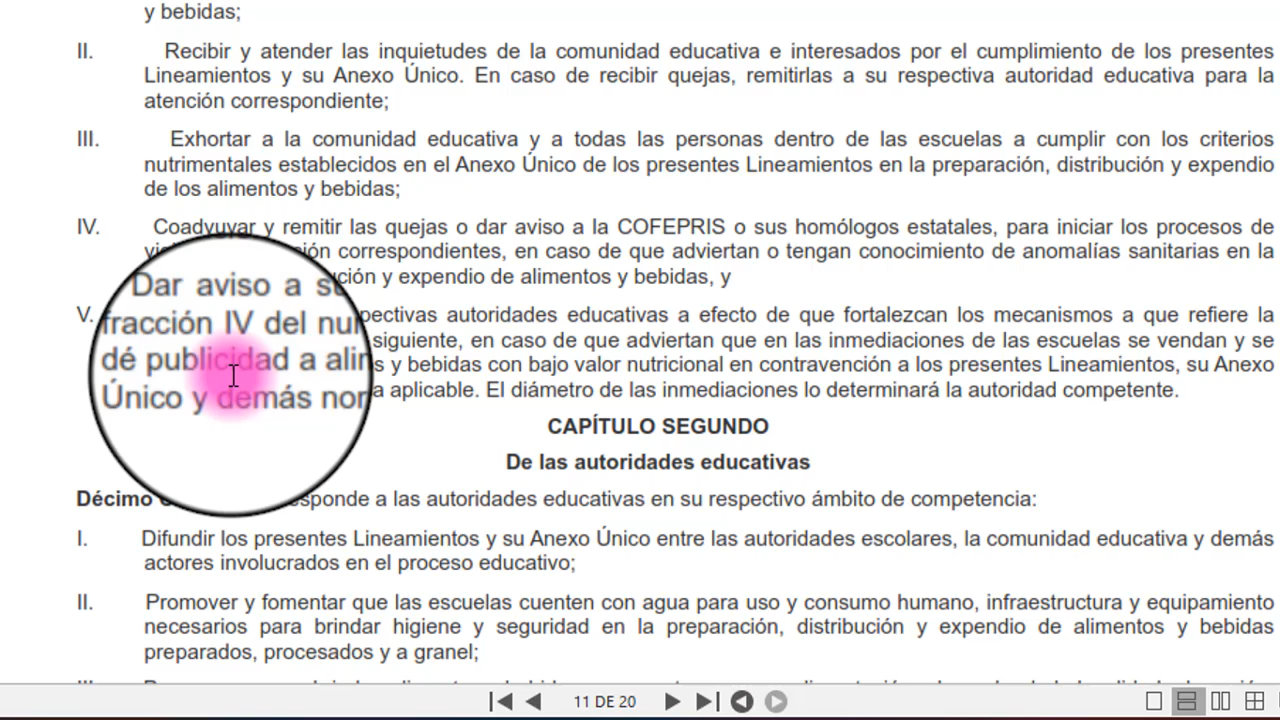 y bebidas;
II. Recibir y atender las inquietudes de la comunidad educativa e interesados por el cumplimiento de los presentes
Lineamientos y su Anexo Único. En caso de recibir quejas, remitirlas a su respectiva autoridad educativa para la
atención correspondiente;
III. Exhortar a la comunidad educativa y a todas las personas dentro de las escuelas a cumplir con los criterios
nutrimentales establecidos en el Anexo Único de los presentes Lineamientos en la preparación, distribución y expendio
de los alimentos y bebidas;
IV. Coadyuvar y remitir las quejas o dar aviso a la COFEPRIS o sus homólogos estatales, para iniciar los procesos de
correspondientes, en caso de que adviertan o tengan conocimiento de anomalías sanitarias en la
y expendio de alimentos y bebidas, y
V. Dar aviso a autoridades educativas a efecto de que fortalezcan los mecanismos a que refiere la
fracción IV del siguiente, en caso de que adviertan que en las inmediaciones de las escuelas se vendan y se
dé publicidad a y bebidas con bajo valor nutricional en contravención a los presentes Lineamientos, su Anexo
Único y demás aplicable. El diámetro de las inmediaciones lo determinará la autoridad competente.
CAPÍTULO SEGUNDO
De las autoridades educativas
Décimo a las autoridades educativas en su respectivo ámbito de competencia:
I. Difundir los presentes Lineamientos y su Anexo Único entre las autoridades escolares, la comunidad educativa y demás
actores involucrados en el proceso educativo;
II. Promover y fomentar que las escuelas cuenten con agua para uso y consumo humano, infraestructura y equipamiento
necesarios para brindar higiene y seguridad en la preparación, distribución y expendio de alimentos y bebidas
preparados, procesados y a granel;
11 DE 20